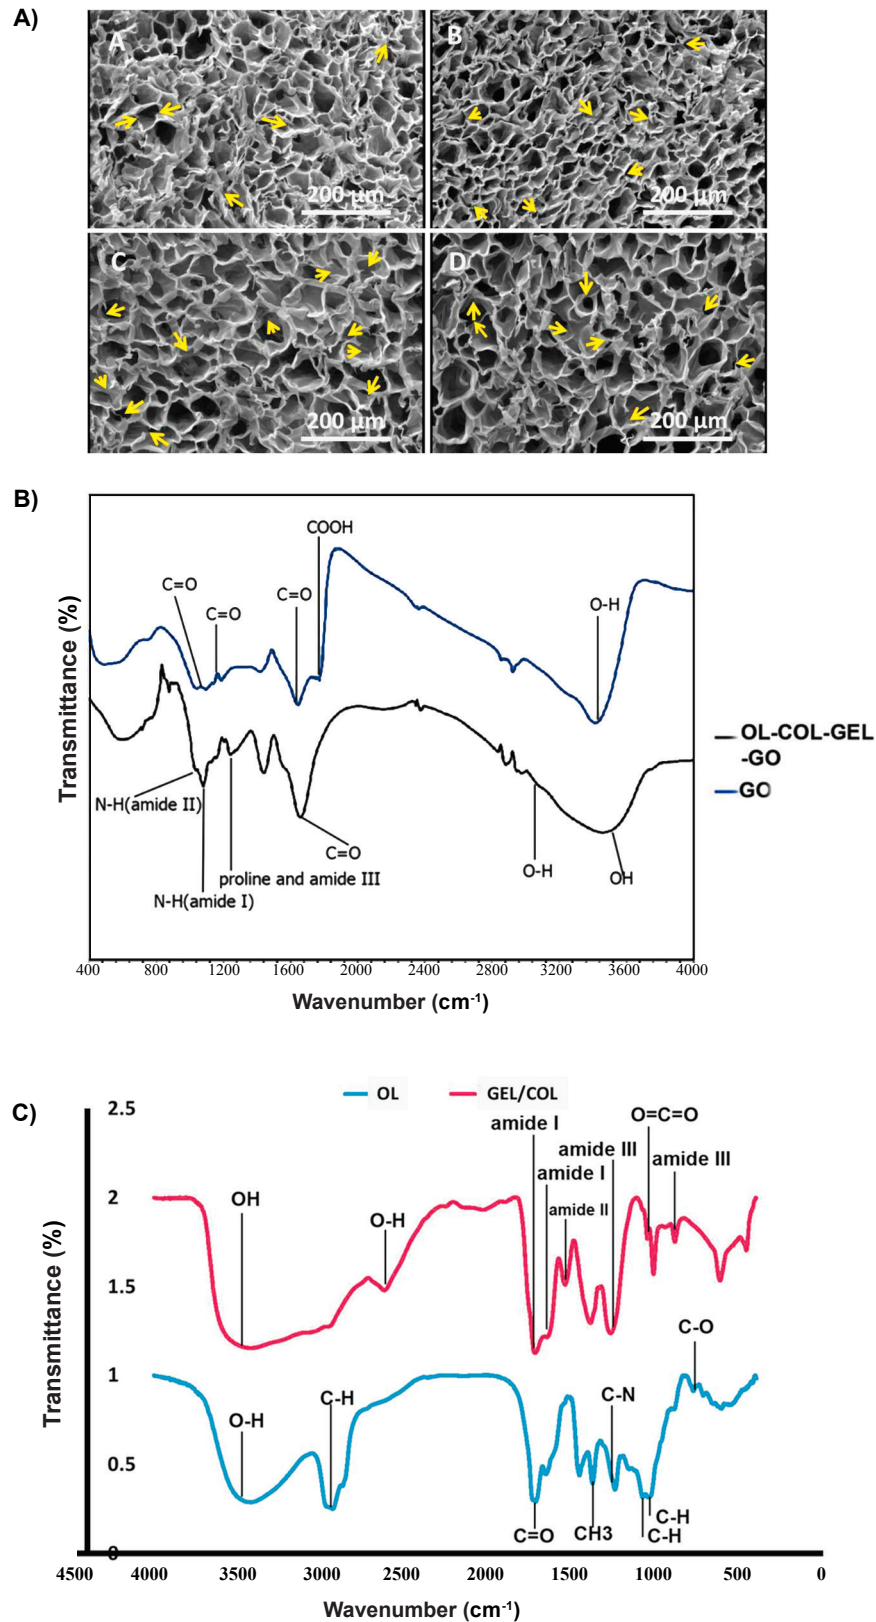 A)
A
B
200 µm
200 µm
C
D
200 µm
200 µm
B)
COOH
C=O
C=O
C=O
O-H
Transmittance (%)
OL-COL-GEL
-GO
GO
N-H(amide II)
C=O
proline and amide III
O-H
OH
N-H(amide I)
400 800 1200 1600 2000 2400 2800 3200 3600 4000
Wavenumber (cm-1)
C)
OL GEL/COL
2.5
amide I
O=C=O
amide III
amide III
amide I
2
OH
amide II
O-H
Transmittance (%)
1.5
C-O
1
C-H
C-N
O-H
0.5
C-H
C=O
CH3
C-H
0
4500 4000 3500 3000 2500 2000 1500 1000 500 0
Wavenumber (cm-1)